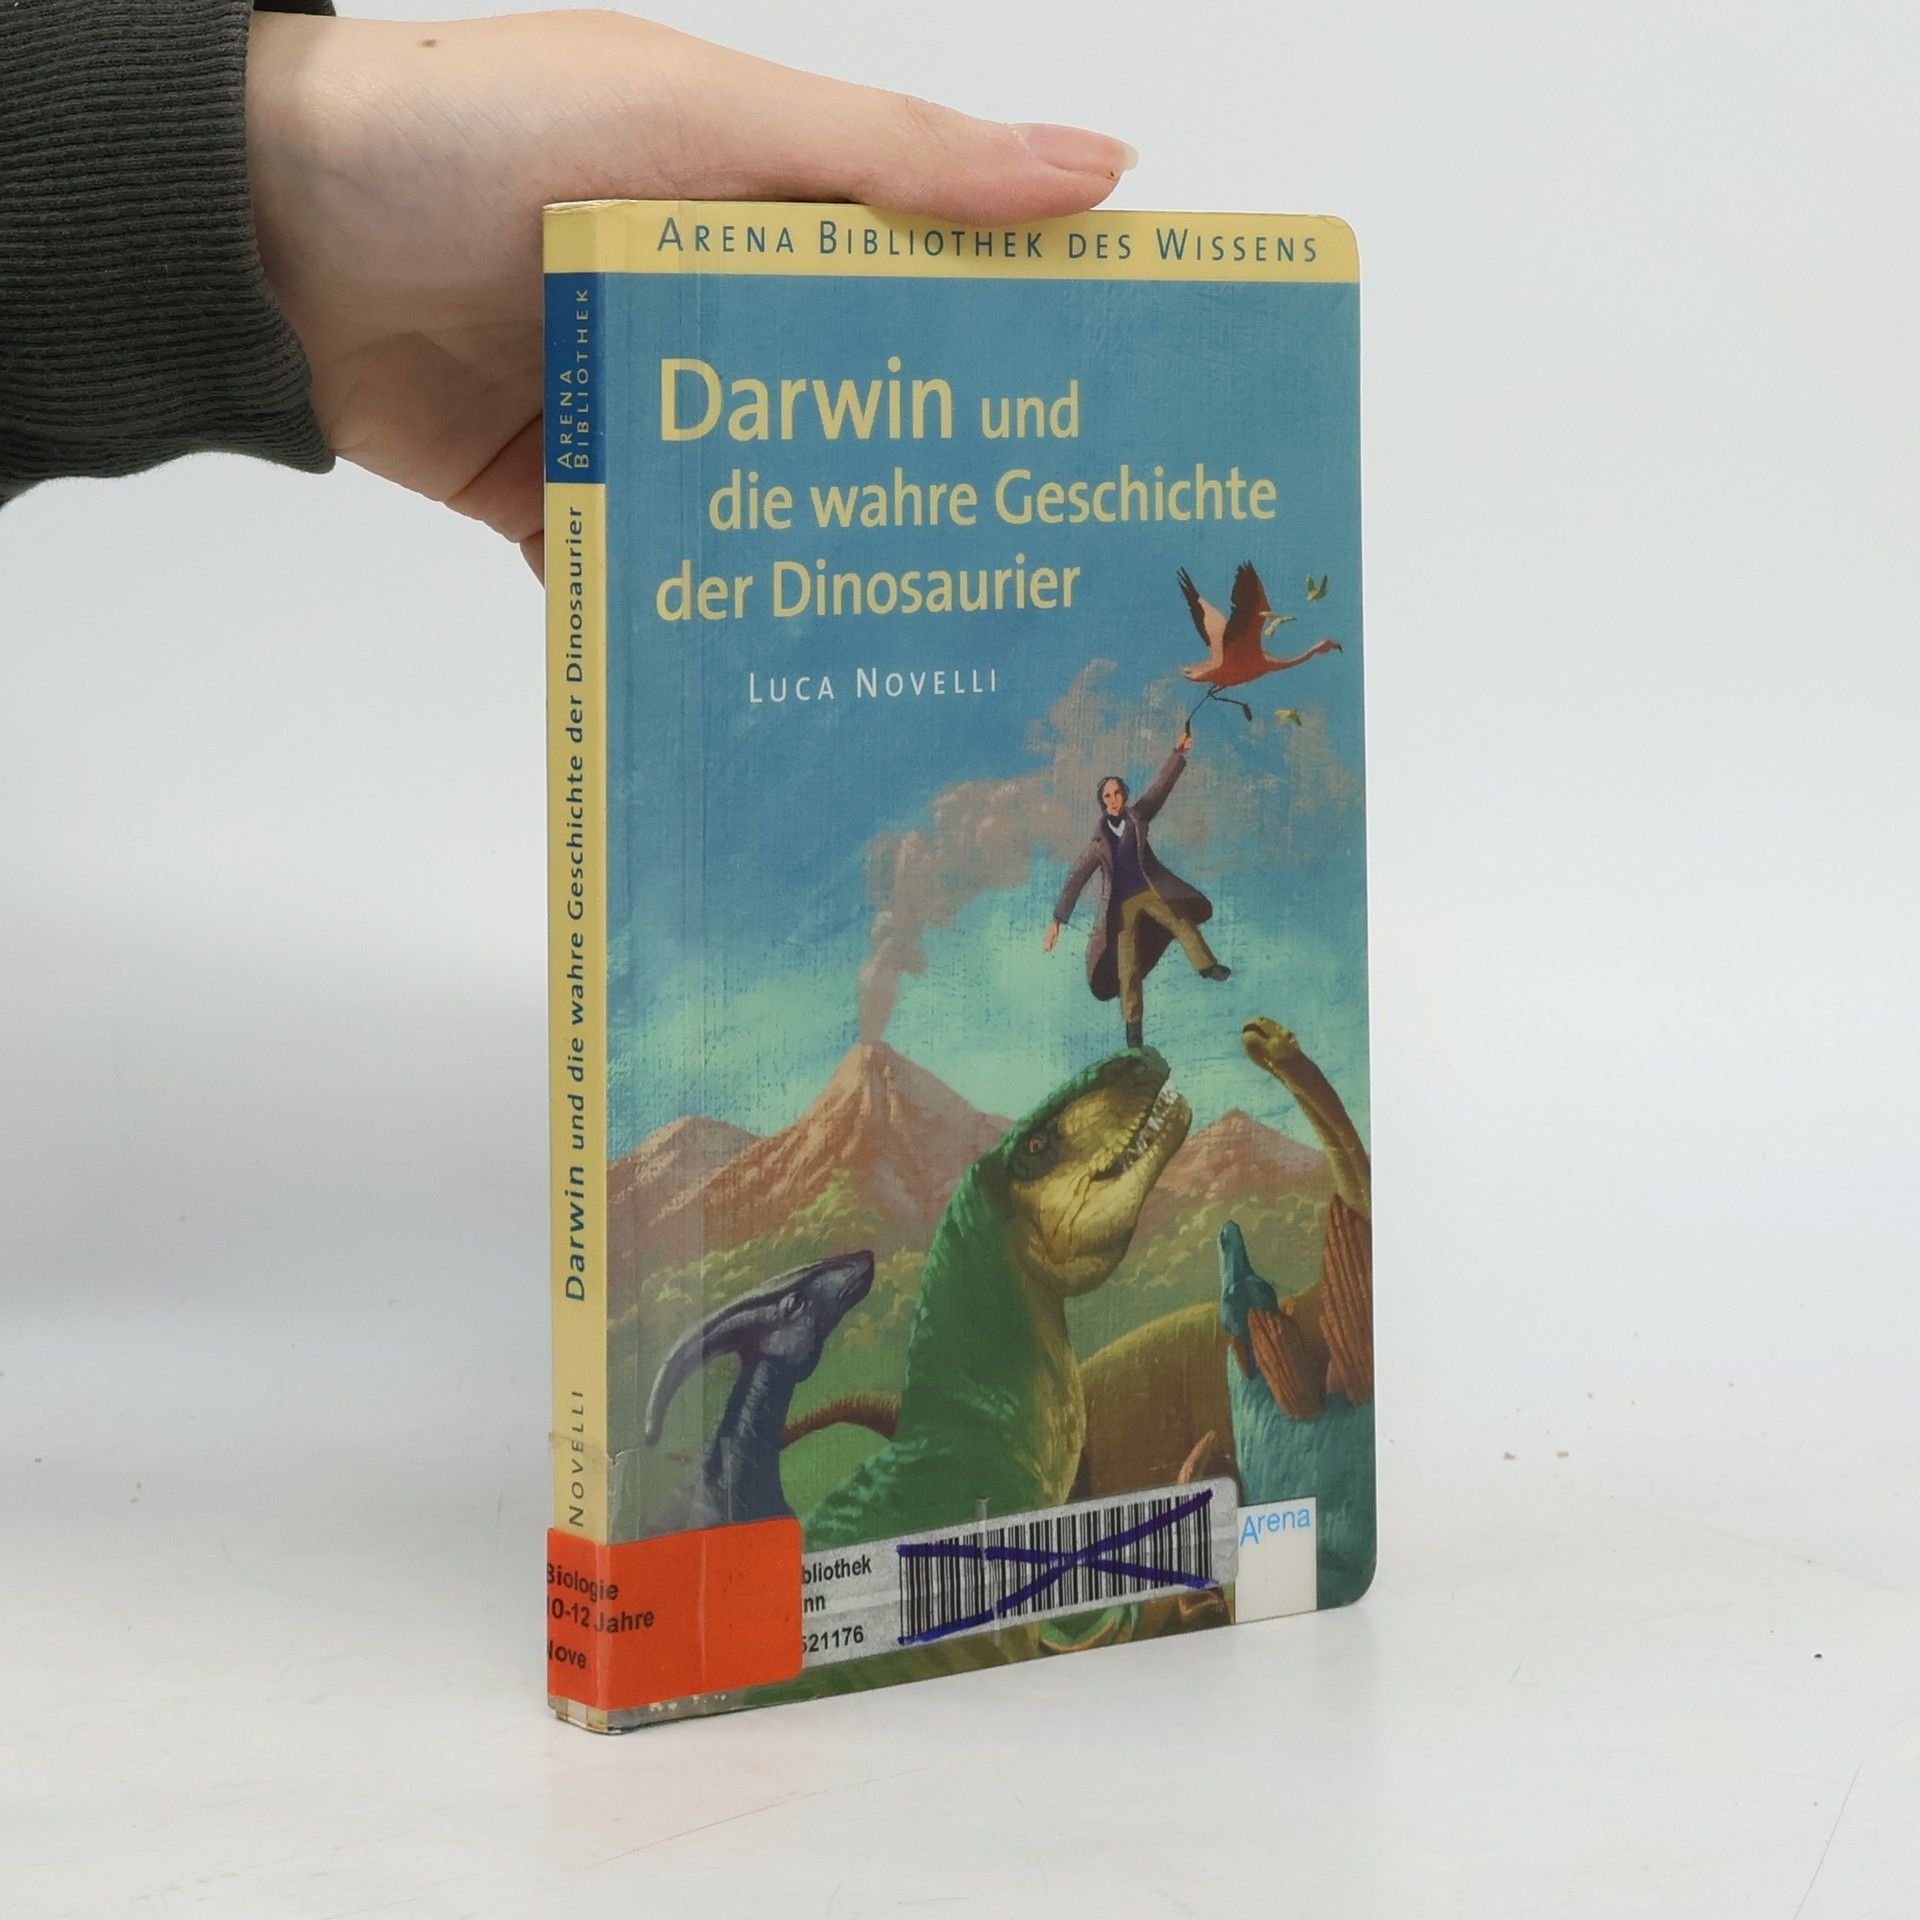 ARENA BIBLIOTHEK DES WISSENS
Darwin und
die wahre Geschichte
der Dinosaurier
LUCA NOVELLI
ARENA
BIBLIOTHEK
Darwin und die wahre Geschichte der Dinosaurier
NOVELLI
Biologie
10-12 Jahre
Nove
bliothek
nn
521176
Arena